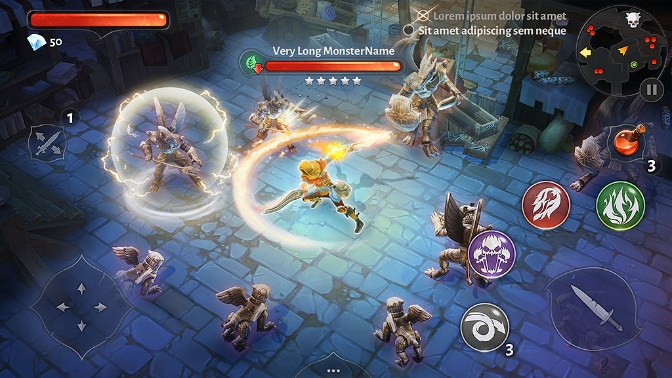 50
Lorem ipsum dolor sit amet
Sit amet adipiscing sem neque
Very Long MonsterName
1
3
3